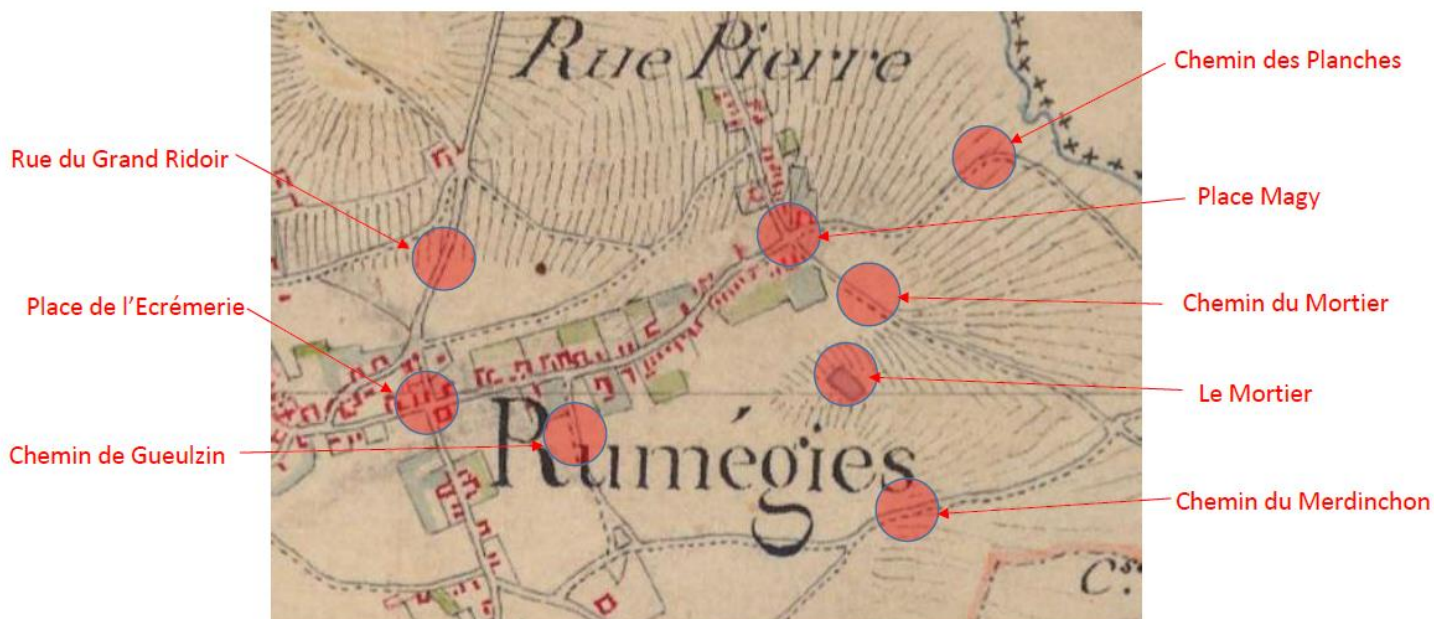 Rue Pierre
Chemin des Planches
Rue du Grand Ridoir
Place Magy
Place de l'Ecrémerie
Chemin du Mortier
Le Mortier
Chemin de Gueulzin
Rumégies
Chemin du Merdinchon